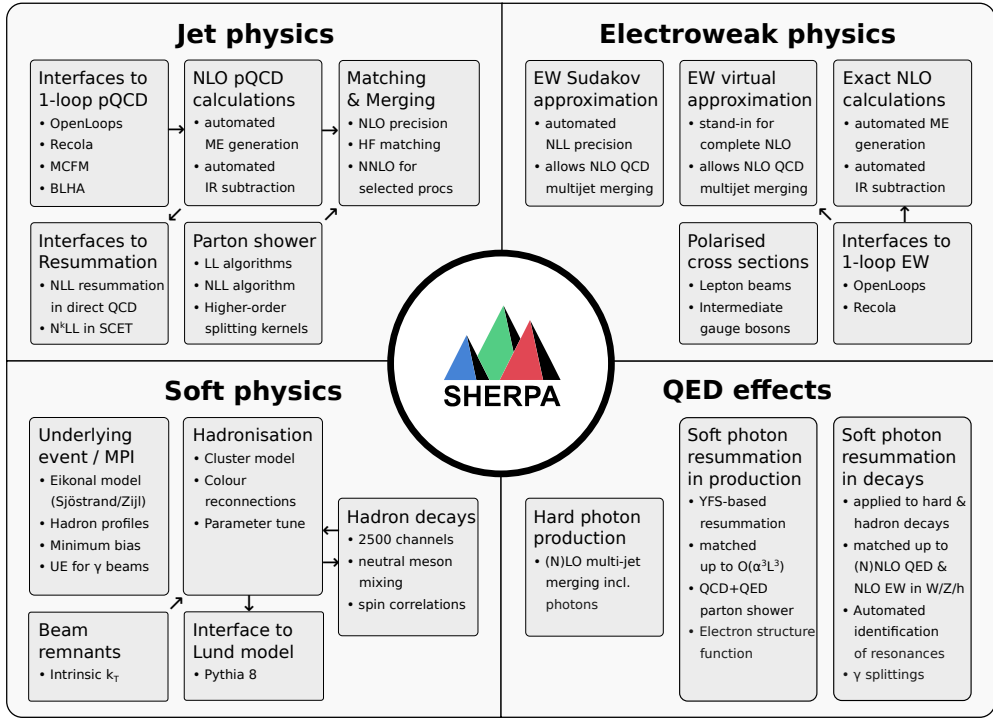 Jet physics
Interfaces to
1-loop pQCD
• OpenLoops
• Recola
• MCFM
• BLHA
NLO pQCD
calculations
• automated
ME generation
• automated
IR subtraction
Matching
& Merging
• NLO precision
• HF matching
• NNLO for
selected procs
Interfaces to
Resummation
• NLL resummation
in direct QCD
• NᵏLL in SCET
Parton shower
• LL algorithms
• NLL algorithm
• Higher-order
splitting kernels
Electroweak physics
EW Sudakov
approximation
• automated
NLL precision
• allows NLO QCD
multijet merging
EW virtual
approximation
• stand-in for
complete NLO
• allows NLO QCD
multijet merging
Exact NLO
calculations
• automated ME
generation
• automated
IR subtraction
Polarised
cross sections
• Lepton beams
• Intermediate
gauge bosons
Interfaces to
1-loop EW
• OpenLoops
• Recola
SHERPA
Soft physics
Underlying
event / MPI
• Eikonal model
(Sjöstrand/Zijl)
• Hadron profiles
• Minimum bias
• UE for γ beams
Hadronisation
• Cluster model
• Colour
reconnections
• Parameter tune
Hadron decays
• 2500 channels
• neutral meson
mixing
• spin correlations
Beam
remnants
• Intrinsic k_T
Interface to
Lund model
• Pythia 8
QED effects
Hard photon
production
• (N)LO multi-jet
merging incl.
photons
Soft photon
resummation
in production
• YFS-based
resummation
• matched
up to O(α³L³)
• QCD+QED
parton shower
• Electron structure
function
Soft photon
resummation
in decays
• applied to hard &
hadron decays
• matched up to
(N)NLO QED &
NLO EW in W/Z/h
• Automated
identification
of resonances
• γ splittings